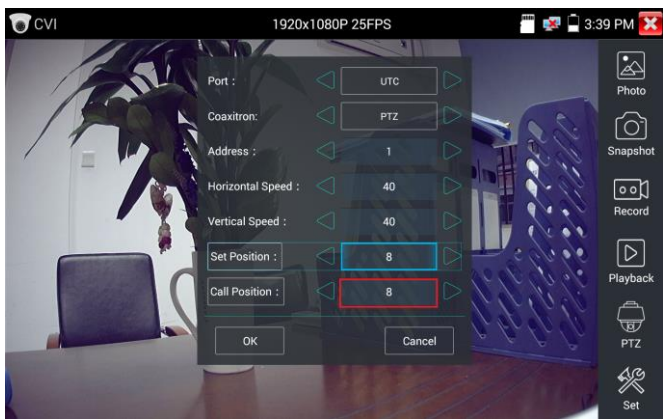 CVI 1920x1080P 25FPS 3:39 PM
Port : UTC
Coaxitron: PTZ
Address : 1
Horizontal Speed : 40
Vertical Speed : 40
Set Position : 8
Call Position : 8
OK Cancel
Photo
Snapshot
Record
Playback
PTZ
Set